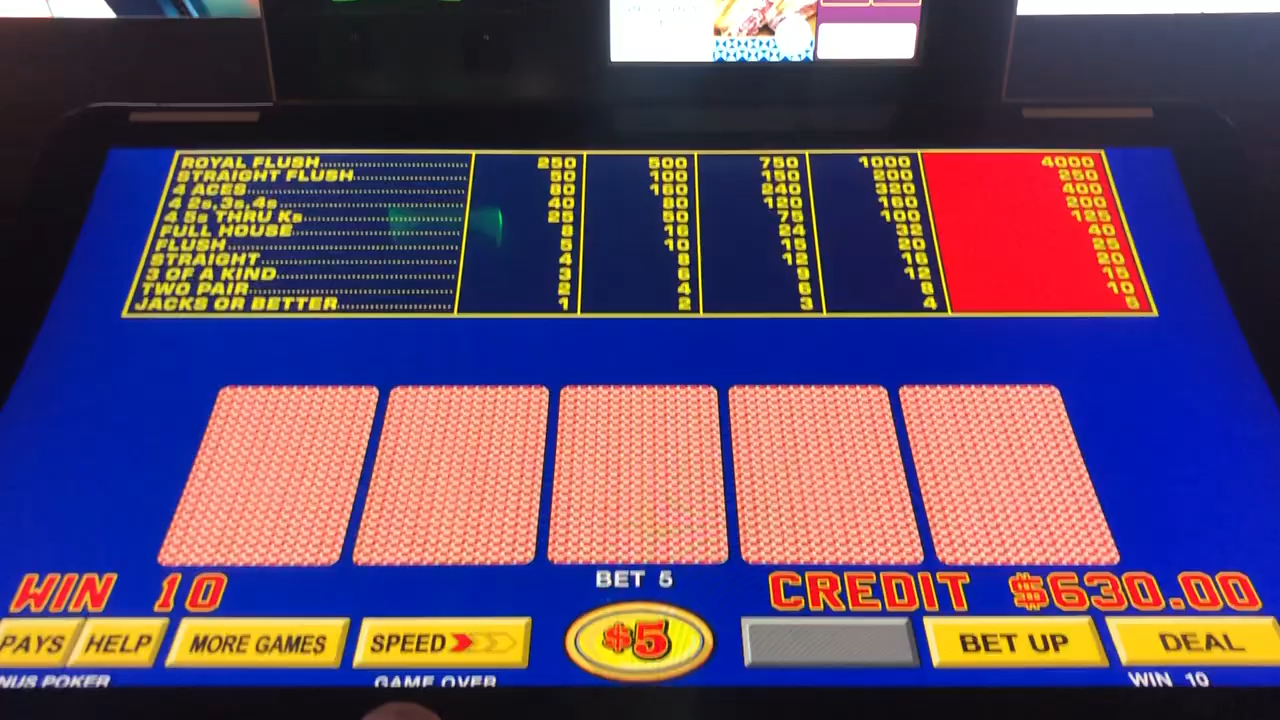 ROYAL FLUSH 250 500 750 1000 4000
STRAIGHT FLUSH 50 100 150 200 250
4 ACES 80 160 240 320 400
4 2s,3s,4s 40 80 120 160 200
4 5s THRU Ks 25 50 75 100 125
FULL HOUSE 8 16 24 32 40
FLUSH 5 10 15 20 25
STRAIGHT 4 8 12 16 20
3 OF A KIND 3 6 9 12 15
TWO PAIR 2 4 6 8 10
JACKS OR BETTER 1 2 3 4 5
BET 5
WIN 10 CREDIT $630.00
PAYS HELP MORE GAMES SPEED $5 BET UP DEAL
NUS POKER GAME OVER WIN 10